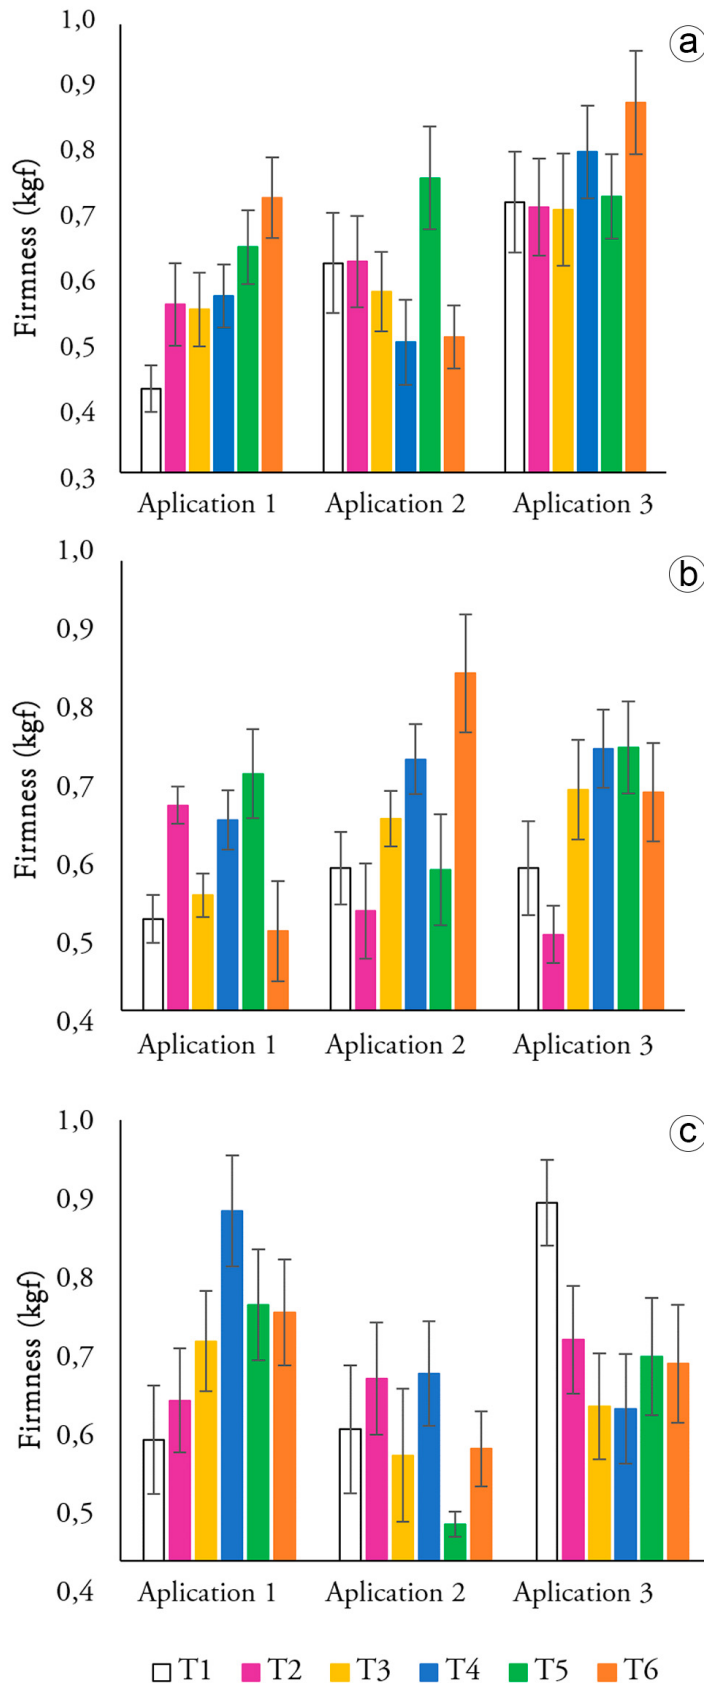 a
Firmness (kgf)
1,0
0,9
0,8
0,7
0,6
0,5
0,4
0,3
Aplication 1 Aplication 2 Aplication 3
b
Firmness (kgf)
1,0
0,9
0,8
0,7
0,6
0,5
0,4
Aplication 1 Aplication 2 Aplication 3
c
Firmness (kgf)
1,0
0,9
0,8
0,7
0,6
0,5
0,4
Aplication 1 Aplication 2 Aplication 3
T1 T2 T3 T4 T5 T6